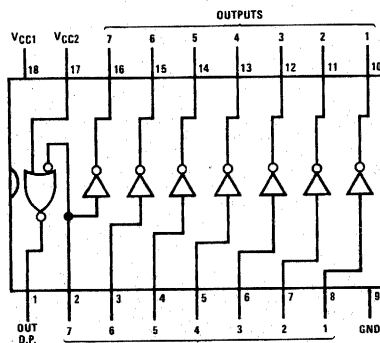 OUTPUTS
VCC1 VCC2 7 6 5 4 3 2 1
18 17 16 15 14 13 12 11 10
1 2 3 4 5 6 7 8 9
OUT D.P. 7 6 5 4 3 2 1 GND